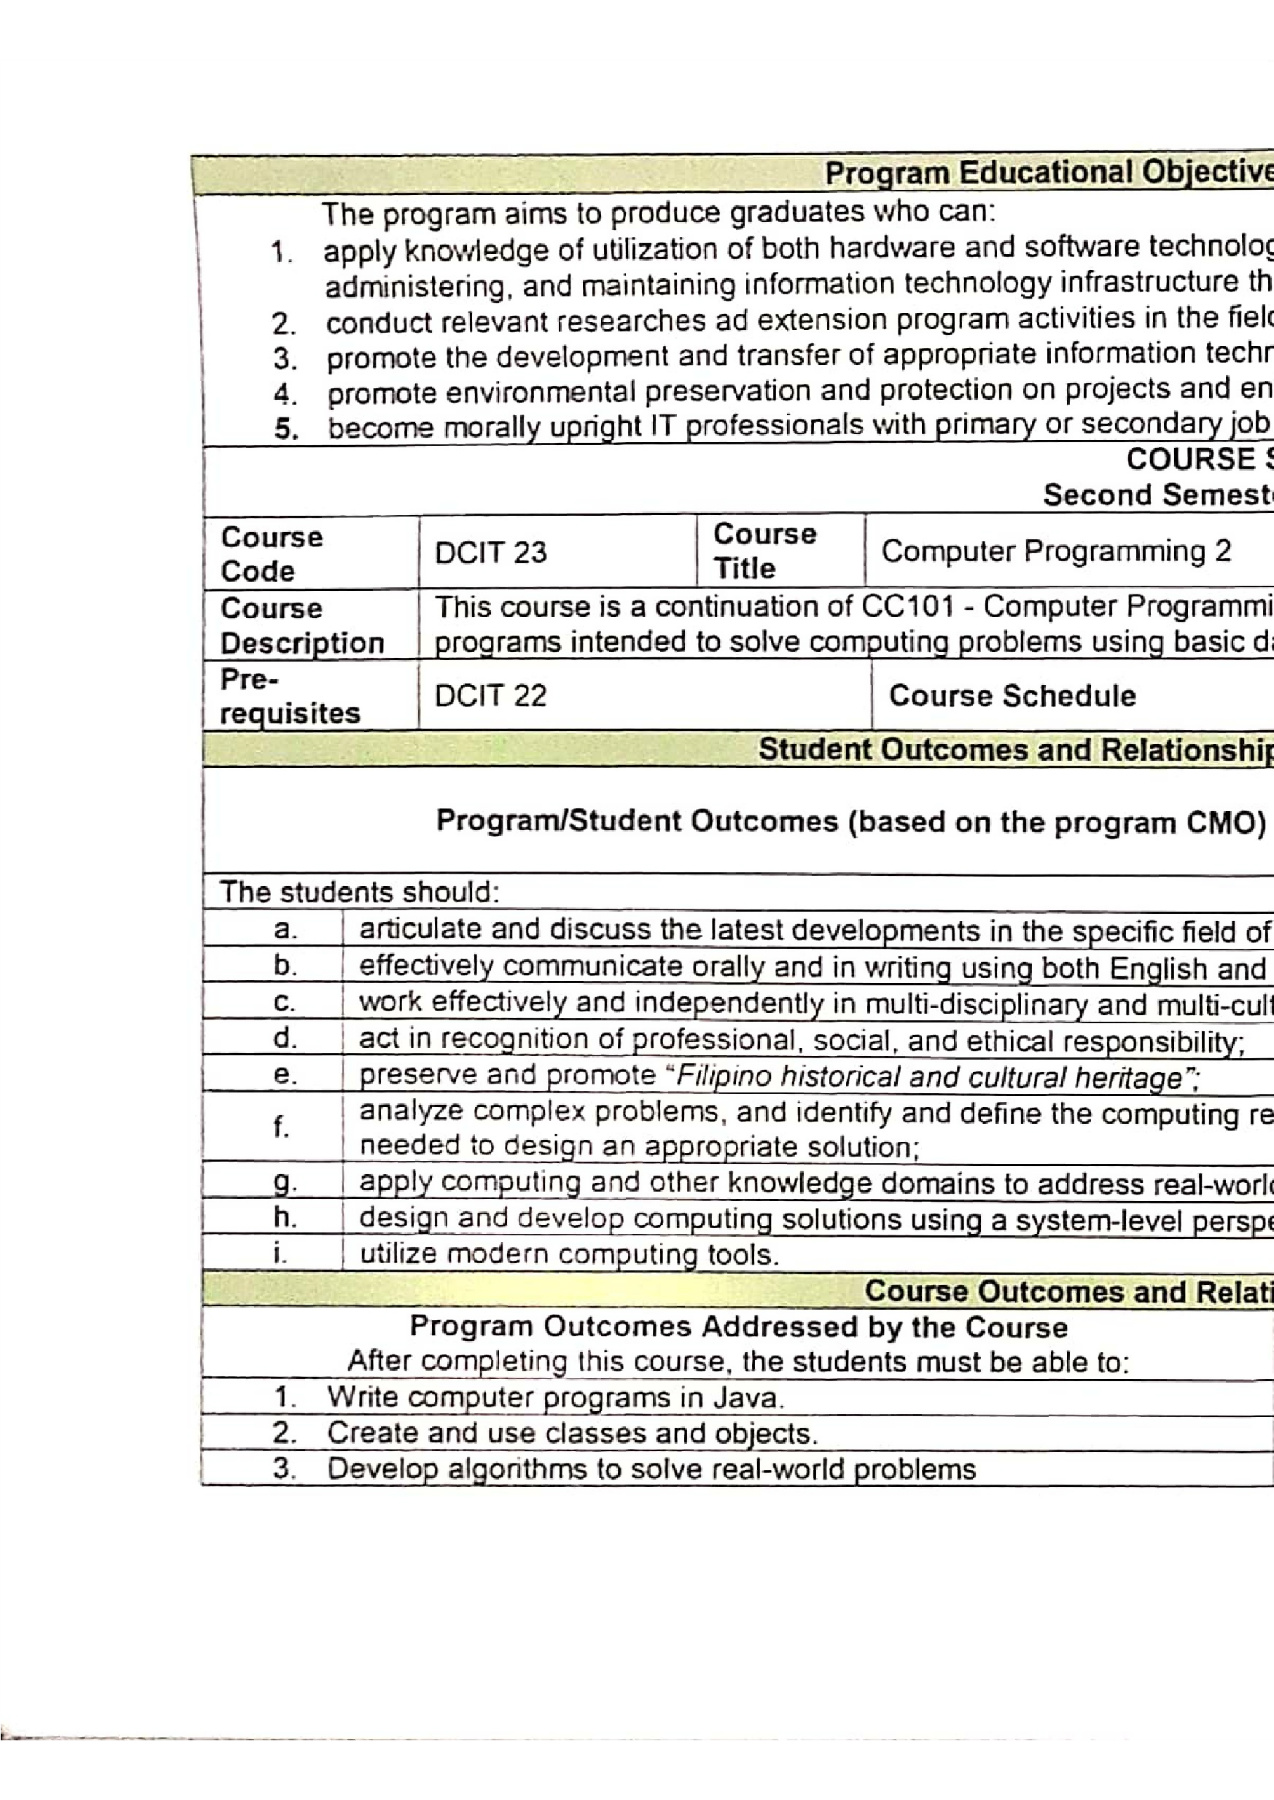 Program Educational Objective
The program aims to produce graduates who can:
1. apply knowledge of utilization of both hardware and software technolog
administering, and maintaining information technology infrastructure th
2. conduct relevant researches ad extension program activities in the field
3. promote the development and transfer of appropriate information techn
4. promote environmental preservation and protection on projects and en
5. become morally upright IT professionals with primary or secondary job
COURSE S
Second Semeste
Course Code DCIT 23 Course Title Computer Programming 2
Course Description This course is a continuation of CC101 - Computer Programmi
programs intended to solve computing problems using basic da
Pre-requisites DCIT 22 Course Schedule
Student Outcomes and Relationship
Program/Student Outcomes (based on the program CMO)
The students should:
a. articulate and discuss the latest developments in the specific field of
b. effectively communicate orally and in writing using both English and
c. work effectively and independently in multi-disciplinary and multi-cult
d. act in recognition of professional, social, and ethical responsibility;
e. preserve and promote "Filipino historical and cultural heritage";
f. analyze complex problems, and identify and define the computing re
needed to design an appropriate solution;
g. apply computing and other knowledge domains to address real-world
h. design and develop computing solutions using a system-level perspe
i. utilize modern computing tools.
Course Outcomes and Relati
Program Outcomes Addressed by the Course
After completing this course, the students must be able to:
1. Write computer programs in Java.
2. Create and use classes and objects.
3. Develop algorithms to solve real-world problems